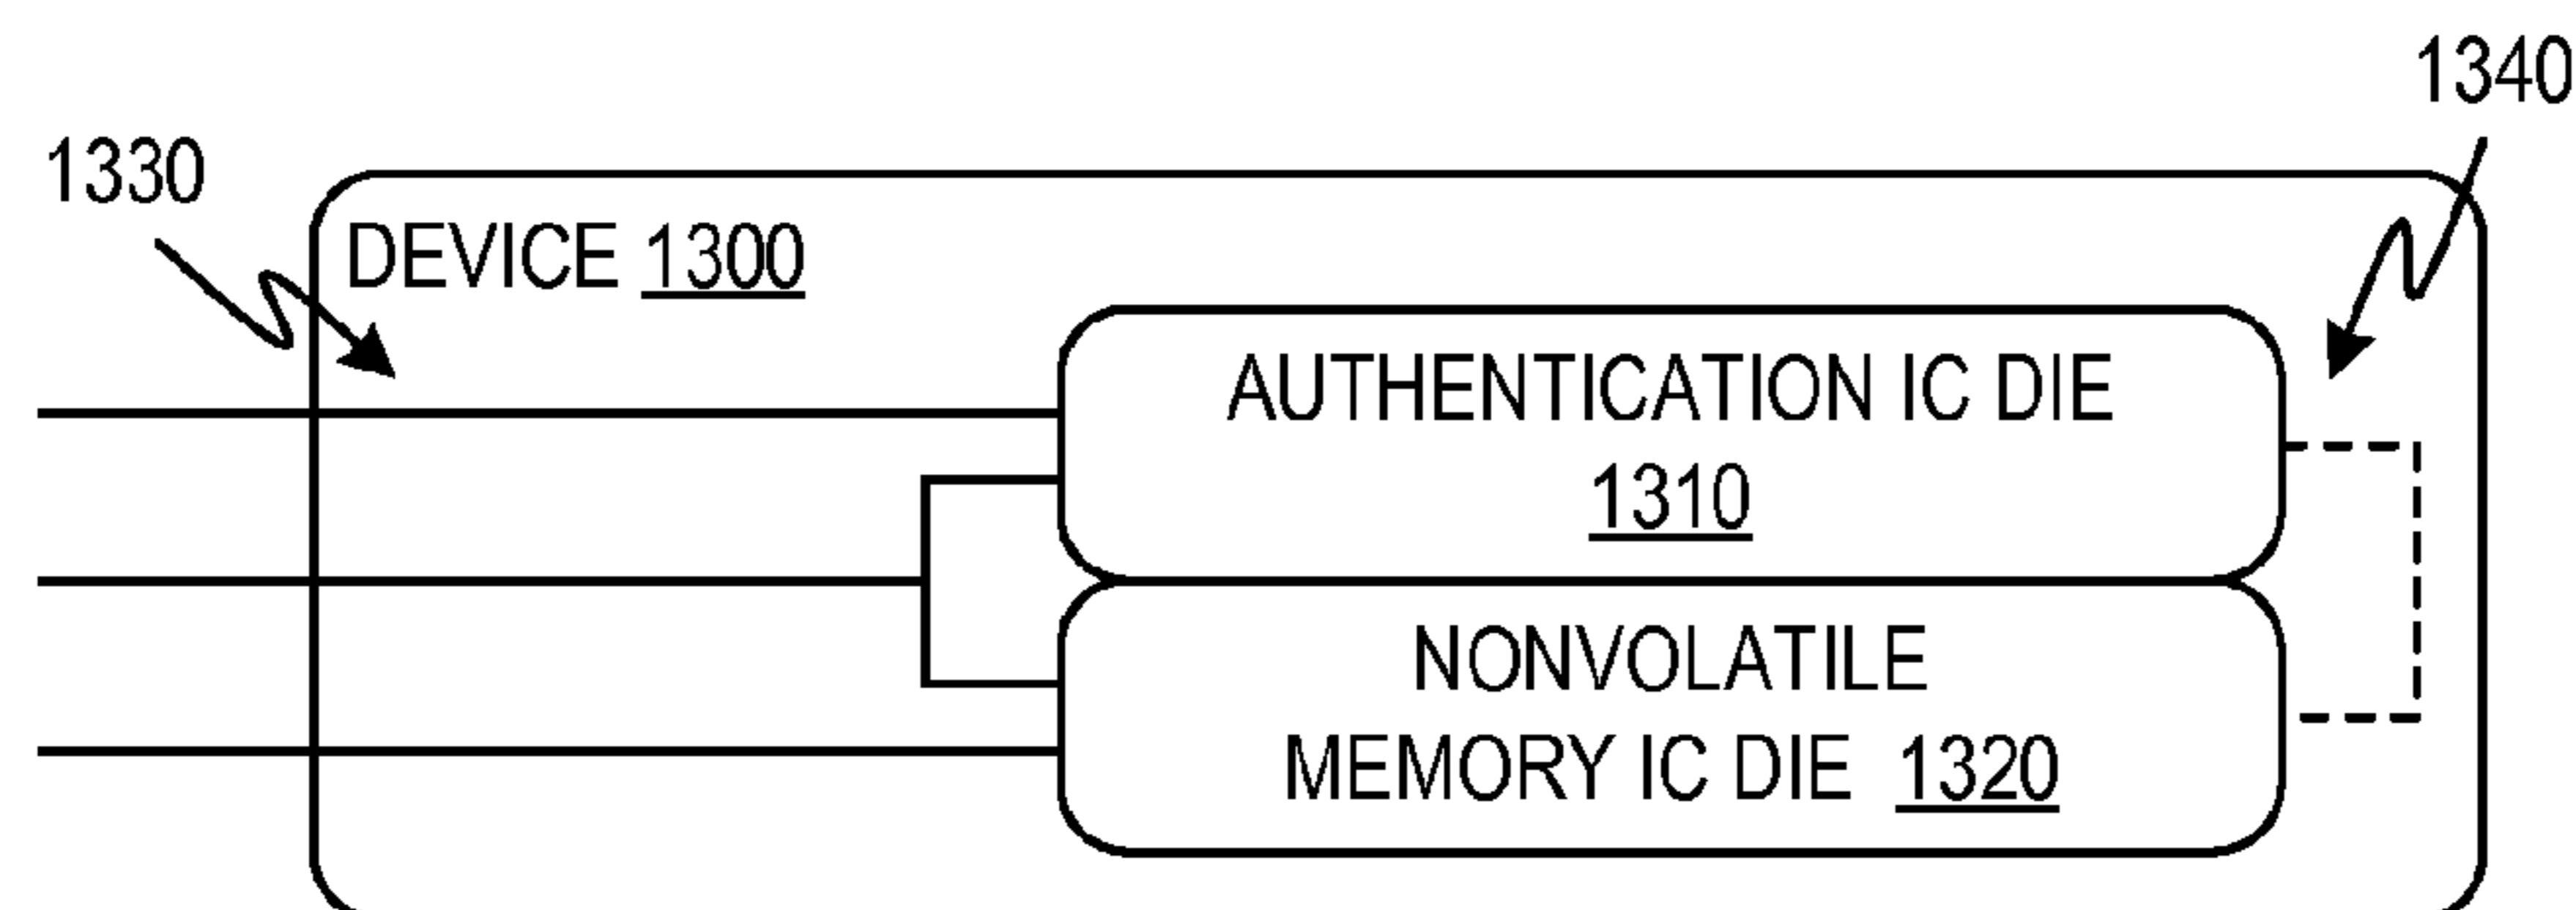 1340
1330
DEVICE 1300
AUTHENTICATION IC DIE
1310
NONVOLATILE
MEMORY IC DIE 1320